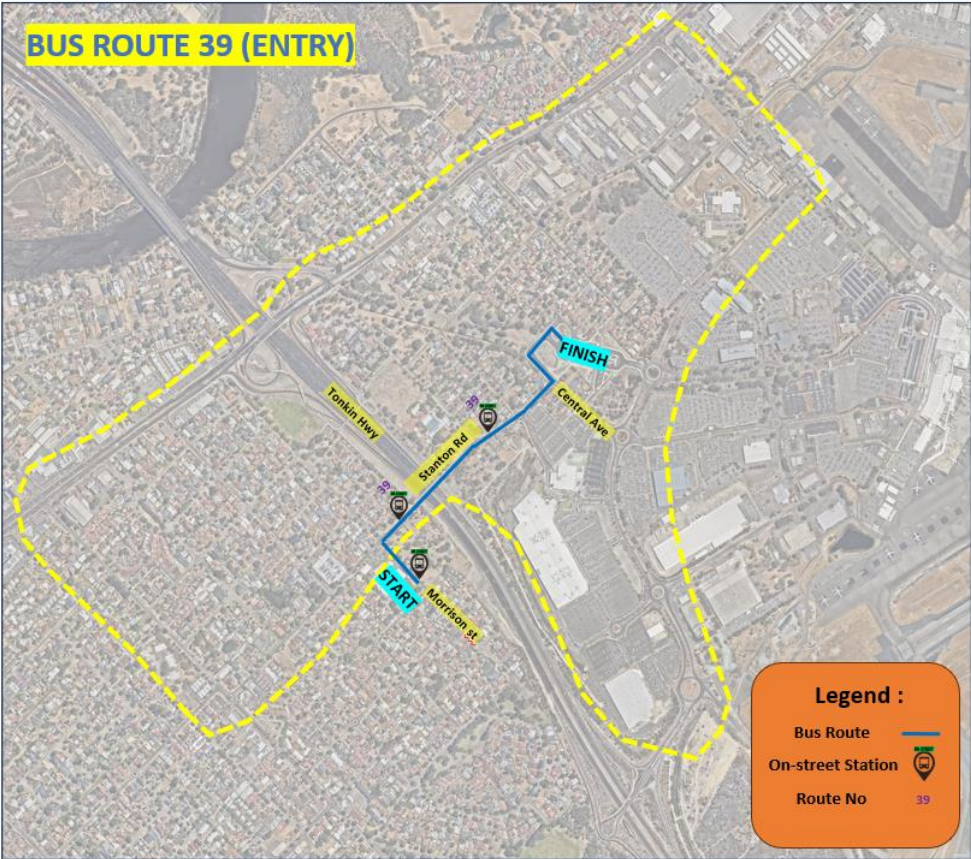 BUS ROUTE 39 (ENTRY)
FINISH
Tonkin Hwy
Central Ave
39
Stanton Rd
39
START
Morrison st
Legend :
Bus Route
On-street Station
Route No
39